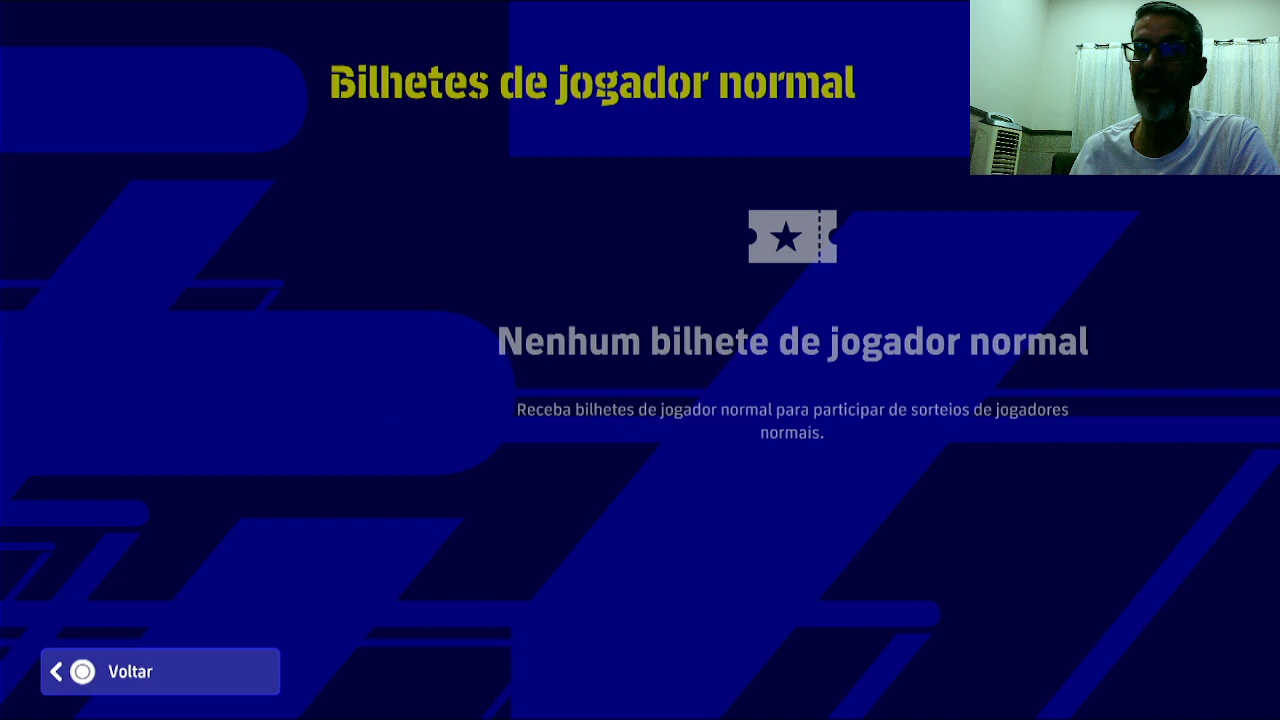 Bilhetes de jogador normal
Nenhum bilhete de jogador normal
Receba bilhetes de jogador normal para participar de sorteios de jogadores
normais.
Voltar